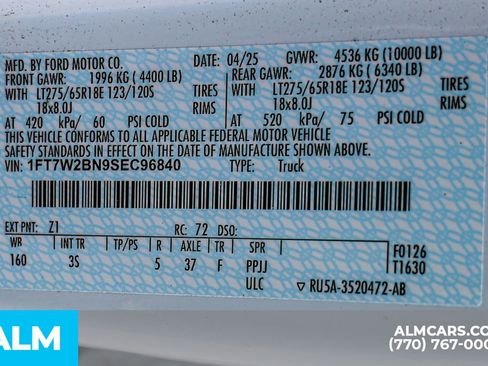 MFD. BY FORD MOTOR CO. DATE: 04/25 GVWR: 4536 KG (10000 LB)
FRONT GAWR: 1996 KG (4400 LB) REAR GAWR: 2876 KG (6340 LB)
WITH LT275/65R18E 123/120S TIRES WITH LT275/65R18E 123/120S TIRES
18x8.0J RIMS 18x8.0J RIMS
AT 420 kPa/ 60 PSI COLD AT 520 kPa/ 75 PSI COLD
THIS VEHICLE CONFORMS TO ALL APPLICABLE FEDERAL MOTOR VEHICLE
SAFETY STANDARDS IN EFFECT ON THE DATE OF MANUFACTURE SHOWN ABOVE.
VIN: 1FT7W2BN9SEC96840 TYPE: Truck
EXT PNT: Z1 RC: 72 DSO:
WB INT TR TP/PS R AXLE TR SPR F0126
160 3S 5 37 F PPJJ T1630
ULC ▽ RU5A-3520472-AB
ALM
ALMCARS.CO
(770) 767-000